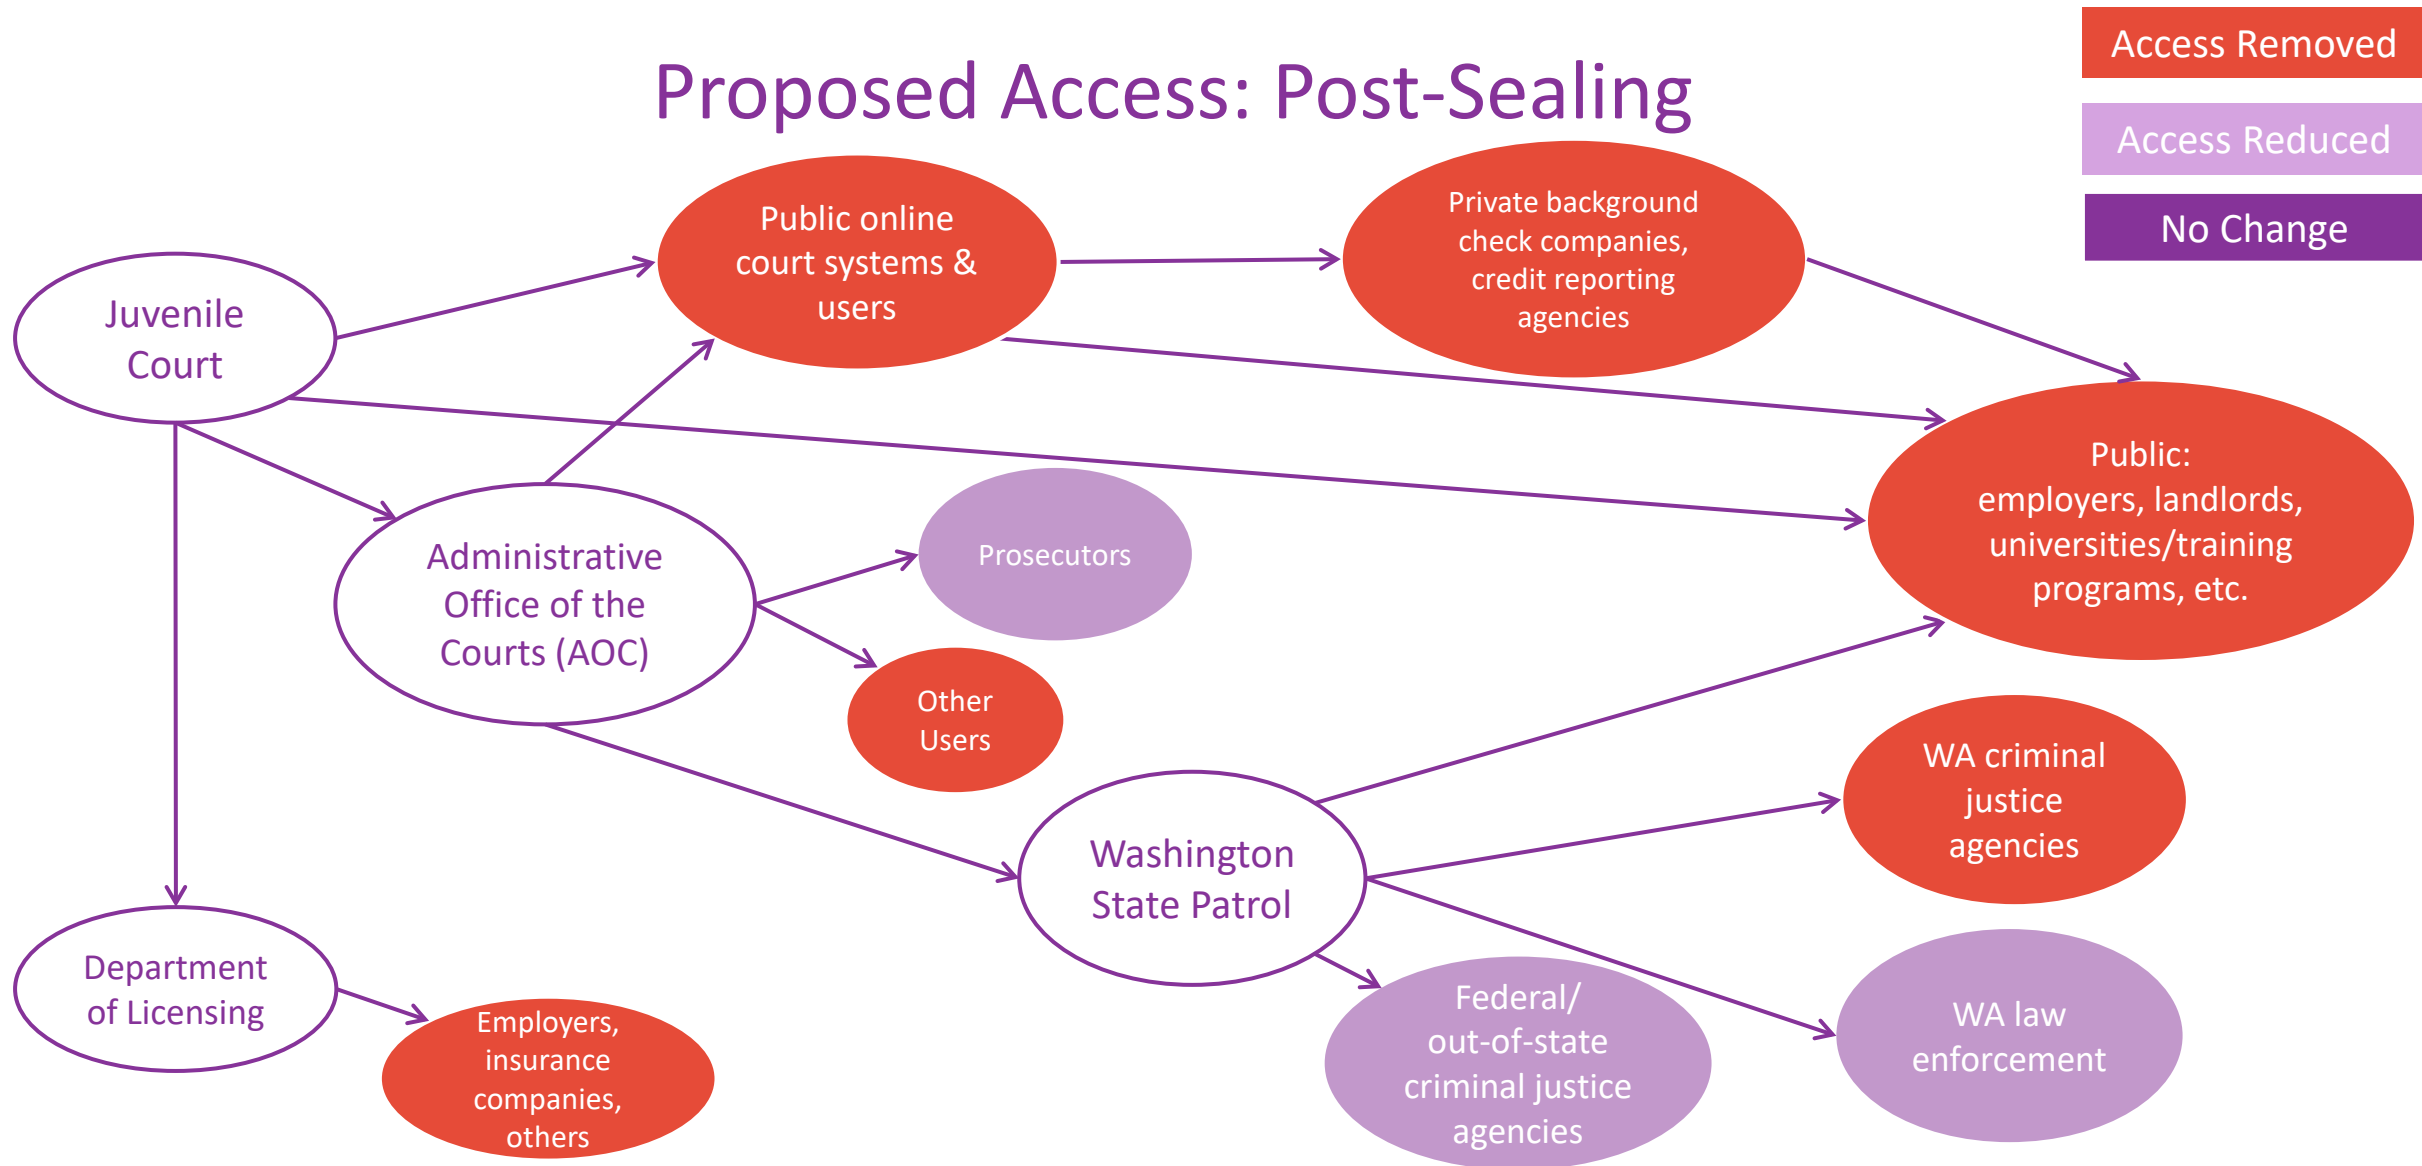 Proposed Access: Post-Sealing
Access Removed
Access Reduced
No Change
Public online
court systems &
users
Private background
check companies,
credit reporting
agencies
Juvenile
Court
Public:
employers, landlords,
universities/training
programs, etc.
Prosecutors
Administrative
Office of the
Courts (AOC)
Other
Users
WA criminal
justice
agencies
Washington
State Patrol
Department
of Licensing
Employers,
insurance
companies,
others
Federal/
out-of-state
criminal justice
agencies
WA law
enforcement